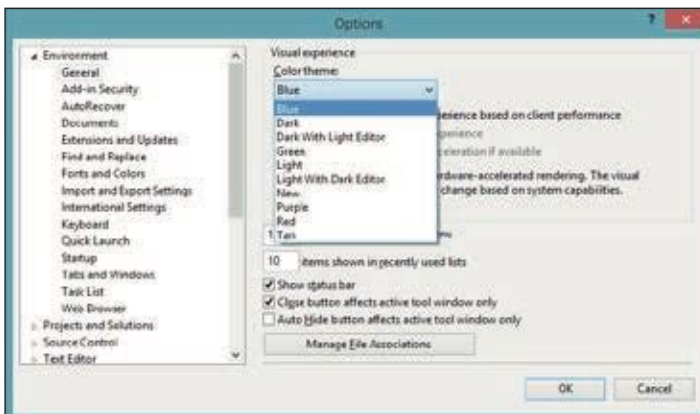 Options
?
Environment
General
Add-in Security
AutoRecover
Documents
Extensions and Updates
Find and Replace
Fonts and Colors
Import and Export Settings
International Settings
Keyboard
Quick Launch
Startup
Tabs and Windows
Task List
Web Browser
Projects and Solutions
Source Control
Text Editor
Visual experience
Color theme:
Blue
Blue
Dark
Dark With Light Editor
Green
Light
Light With Dark Editor
New
Purple
Red
Tan
based on client performance
if available
rendering. The visual
change based on system capabilities.
10 items shown in recently used lists
Show status bar
Close button affects active tool window only
Auto Hide button affects active tool window only
Manage File Associations
OK
Cancel